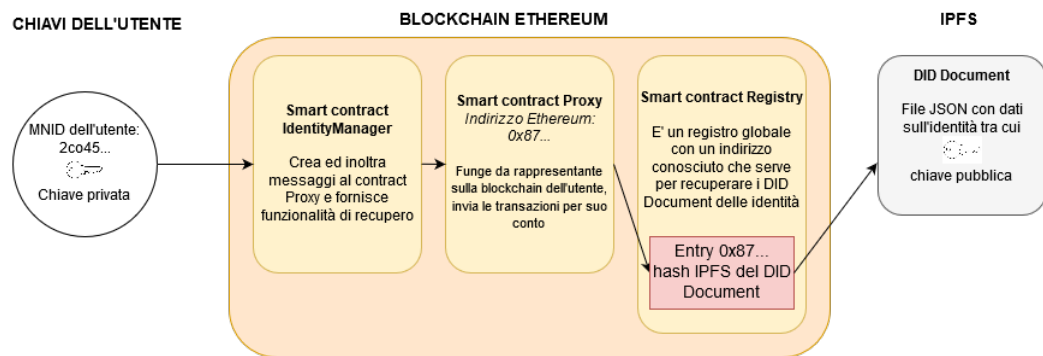 CHIAVI DELL'UTENTE
BLOCKCHAIN ETHEREUM
IPFS
MNID dell'utente:
2co45...
Chiave privata
Smart contract
IdentityManager
Crea ed inoltra
messaggi al contract
Proxy e fornisce
funzionalità di recupero
Smart contract Proxy
Indirizzo Ethereum:
0x87...
Funge da rappresentante
sulla blockchain dell'utente,
invia le transazioni per suo
conto
Smart contract Registry
E' un registro globale
con un indirizzo
conosciuto che serve
per recuperare i DID
Document delle identità
Entry 0x87...
hash IPFS del DID
Document
DID Document
File JSON con dati
sull'identità tra cui
chiave pubblica